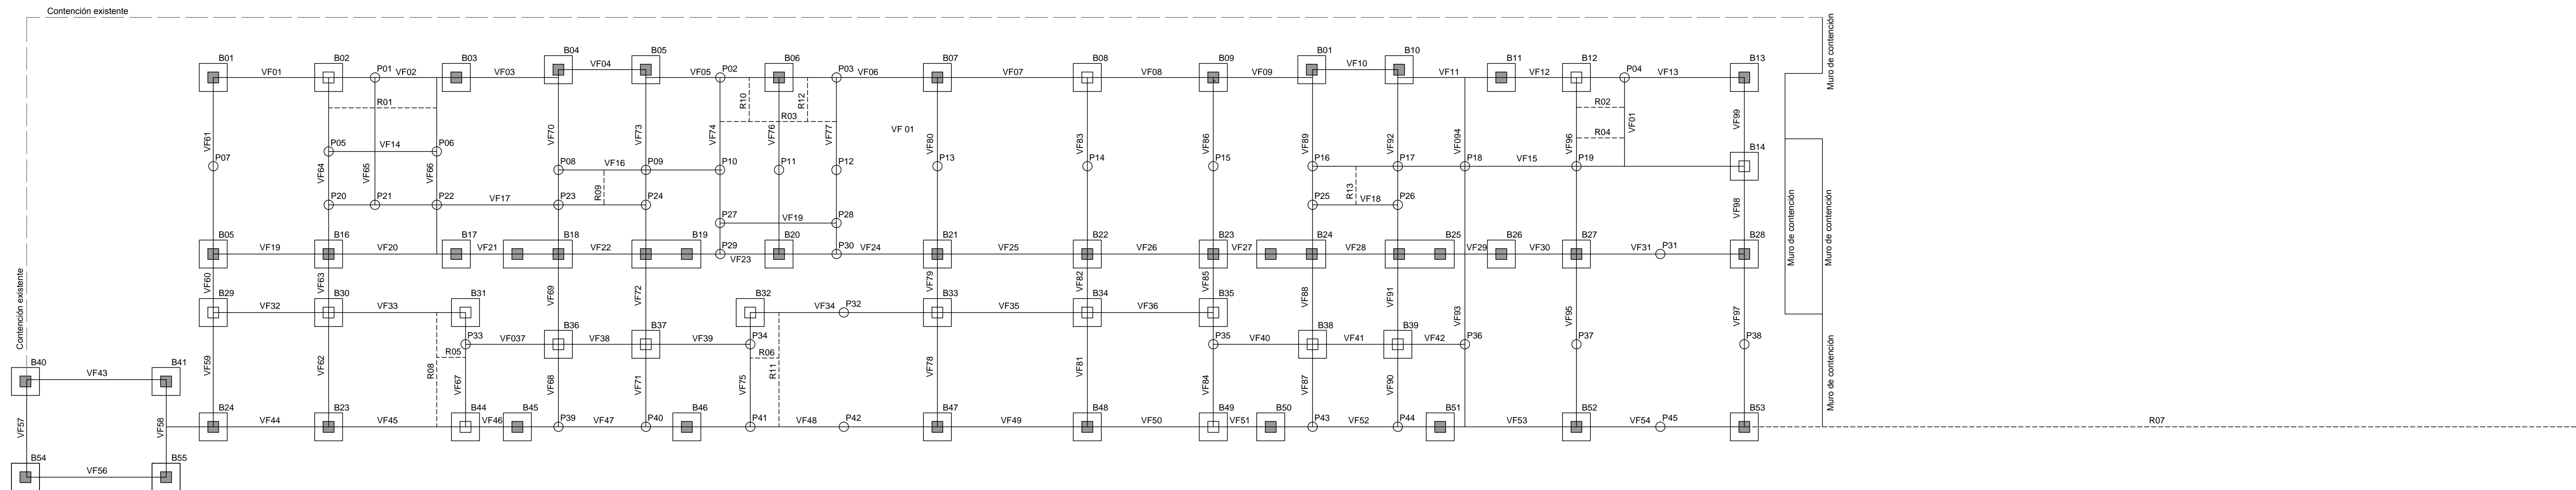 Contención existente
Muro de contención
B01
B02
B03
B04
B05
B06
B07
B08
B09
B01
B10
B11
B12
B13
VF01
P01
VF02
VF03
VF04
VF05
P02
P03
VF06
VF07
VF08
VF09
VF10
VF11
VF12
P04
VF13
R01
R10
R12
R03
R02
R04
VF01
VF61
VF70
VF73
VF74
VF76
VF77
VF 01
VF80
VF83
VF86
VF89
VF92
VF094
VF96
VF99
P05
VF14
P06
P07
VF64
VF65
VF66
P08
VF16
P09
P10
P11
P12
P13
P14
P15
P16
P17
P18
VF15
P19
B14
R09
R13
P20
P21
P22
VF17
P23
P24
P25
VF18
P26
VF98
P27
VF19
P28
Muro de contención
Muro de contención
B05
VF19
B16
VF20
B17
VF21
B18
VF22
B19
P29
VF23
B20
P30
VF24
B21
VF25
B22
VF26
B23
VF27
B24
VF28
B25
VF29
B26
VF30
B27
VF31
P31
B28
Contención existente
VF60
VF63
VF69
VF72
VF79
VF82
VF85
VF88
VF91
VF93
VF95
VF97
B29
VF32
B30
VF33
B31
B32
VF34
P32
B33
VF35
B34
VF36
B35
P33
VF037
B36
VF38
B37
VF39
P34
P35
VF40
B38
VF41
B39
VF42
P36
P37
P38
R05
R06
R08
R11
B40
VF43
B41
VF59
VF62
VF67
VF68
VF71
VF75
VF78
VF81
VF84
VF87
VF90
Muro de contención
B24
VF44
B23
VF45
B44
VF46
B45
P39
VF47
P40
B46
P41
VF48
P42
B47
VF49
B48
VF50
B49
VF51
B50
P43
VF52
P44
B51
VF53
B52
VF54
P45
B53
R07
VF57
VF58
B54
VF56
B55